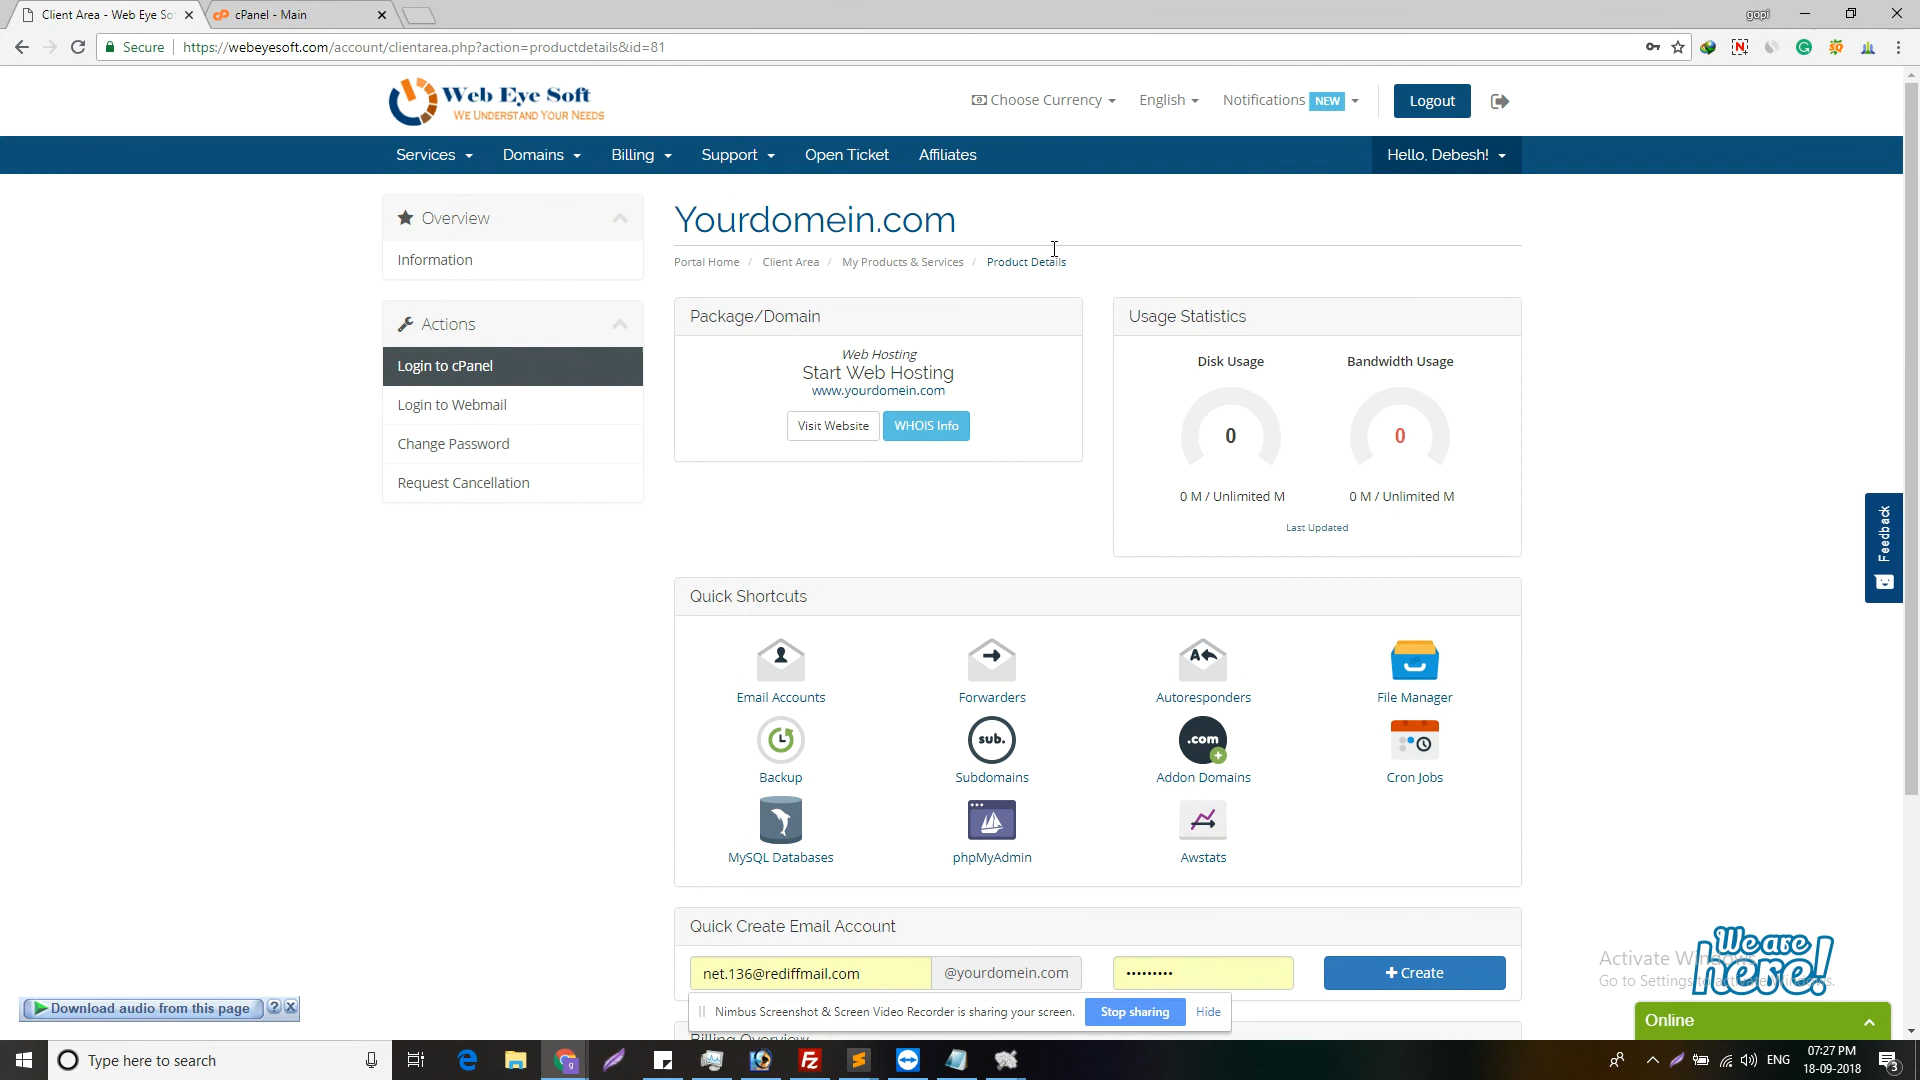 Client Area - Web Eye So
cPanel - Main
gopi
Secure
https://webeyesoft.com/account/clientarea.php?action=productdetails&id=81
Web Eye Soft
We Understand Your Needs
Choose Currency
English
Notifications NEW
Logout
Services
Domains
Billing
Support
Open Ticket
Affiliates
Hello, Debesh!
Overview
Information
Actions
Login to cPanel
Login to Webmail
Change Password
Request Cancellation
Yourdomein.com
Portal Home / Client Area / My Products & Services / Product Details
Package/Domain
Web Hosting
Start Web Hosting
www.yourdomein.com
Visit Website
WHOIS Info
Usage Statistics
Disk Usage
Bandwidth Usage
0
0
0 M / Unlimited M
0 M / Unlimited M
Last Updated
Feedback
Quick Shortcuts
Email Accounts
Forwarders
A
Autoresponders
File Manager
Backup
sub.
Subdomains
.com
Addon Domains
Cron Jobs
MySQL Databases
phpMyAdmin
Awstats
Quick Create Email Account
net.136@rediffmail.com
@yourdomein.com
•••••••••
+ Create
Nimbus Screenshot & Screen Video Recorder is sharing your screen.
Stop sharing
Hide
Billing Overview
Download audio from this page
?
We are here!
Activate Windows
Go to Settings to activate Windows.
Online
Type here to search
ENG
07:27 PM
18-09-2018
3